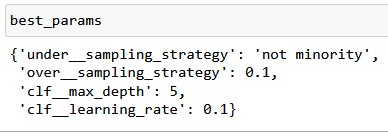 best_params
{'under__sampling_strategy': 'not minority',
 'over__sampling_strategy': 0.1,
 'clf__max_depth': 5,
 'clf__learning_rate': 0.1}